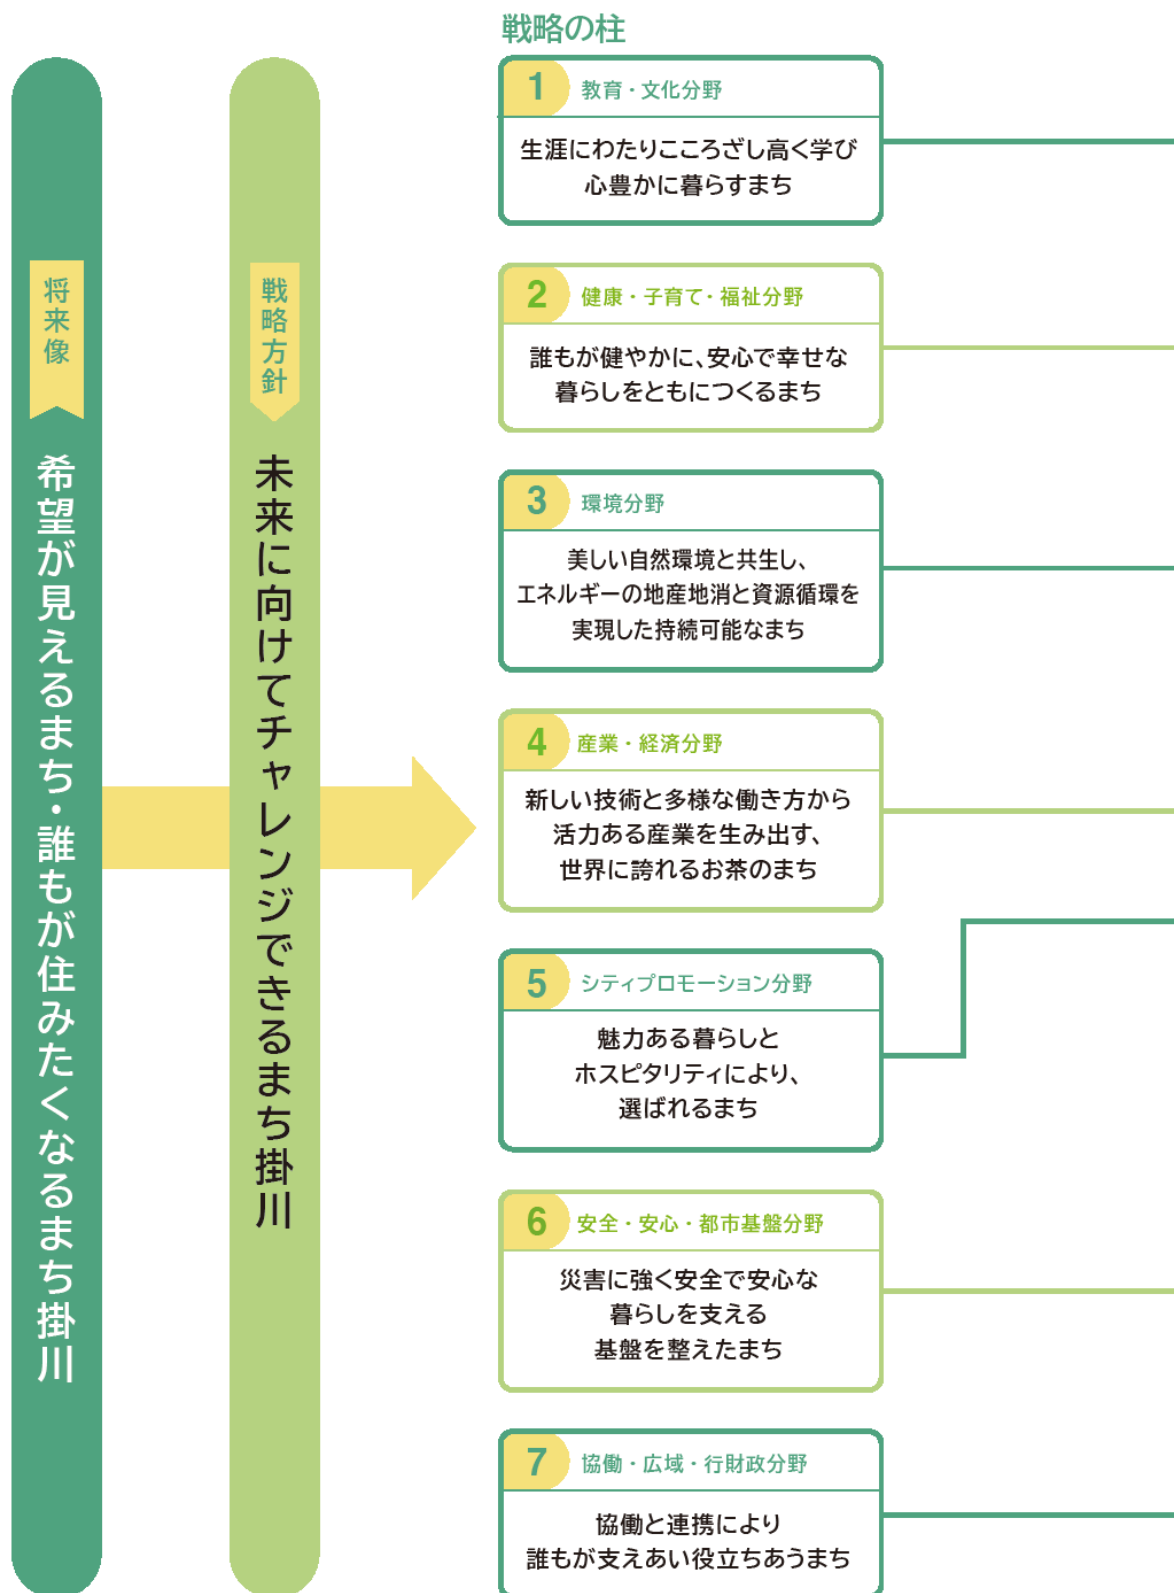 将来像
希望が見えるまち・誰もが住みたくなるまち掛川
戦略方針
未来に向けてチャレンジできるまち掛川
戦略の柱
1 教育・文化分野
生涯にわたりこころざし高く学び
心豊かに暮らすまち
2 健康・子育て・福祉分野
誰もが健やかに、安心で幸せな
暮らしをともにつくるまち
3 環境分野
美しい自然環境と共生し、
エネルギーの地産地消と資源循環を
実現した持続可能なまち
4 産業・経済分野
新しい技術と多様な働き方から
活力ある産業を生み出す、
世界に誇れるお茶のまち
5 シティプロモーション分野
魅力ある暮らしと
ホスピタリティにより、
選ばれるまち
6 安全・安心・都市基盤分野
災害に強く安全で安心な
暮らしを支える
基盤を整えたまち
7 協働・広域・行財政分野
協働と連携により
誰もが支えあい役立ちあうまち